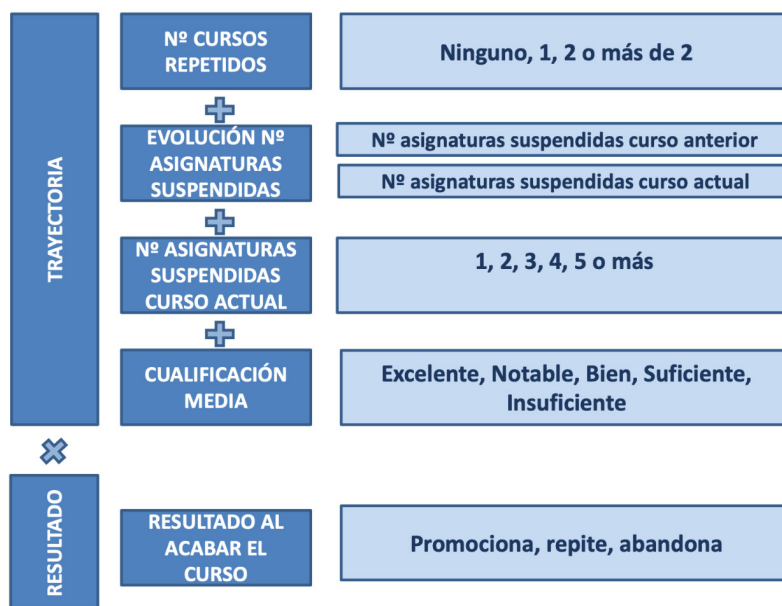 TRAYECTORIA
Nº CURSOS
REPETIDOS
Ninguno, 1, 2 o más de 2
EVOLUCIÓN Nº
ASIGNATURAS
SUSPENDIDAS
Nº asignaturas suspendidas curso anterior
Nº asignaturas suspendidas curso actual
Nº ASIGNATURAS
SUSPENDIDAS
CURSO ACTUAL
1, 2, 3, 4, 5 o más
CUALIFICACIÓN
MEDIA
Excelente, Notable, Bien, Suficiente,
Insuficiente
RESULTADO
RESULTADO AL
ACABAR EL
CURSO
Promociona, repite, abandona